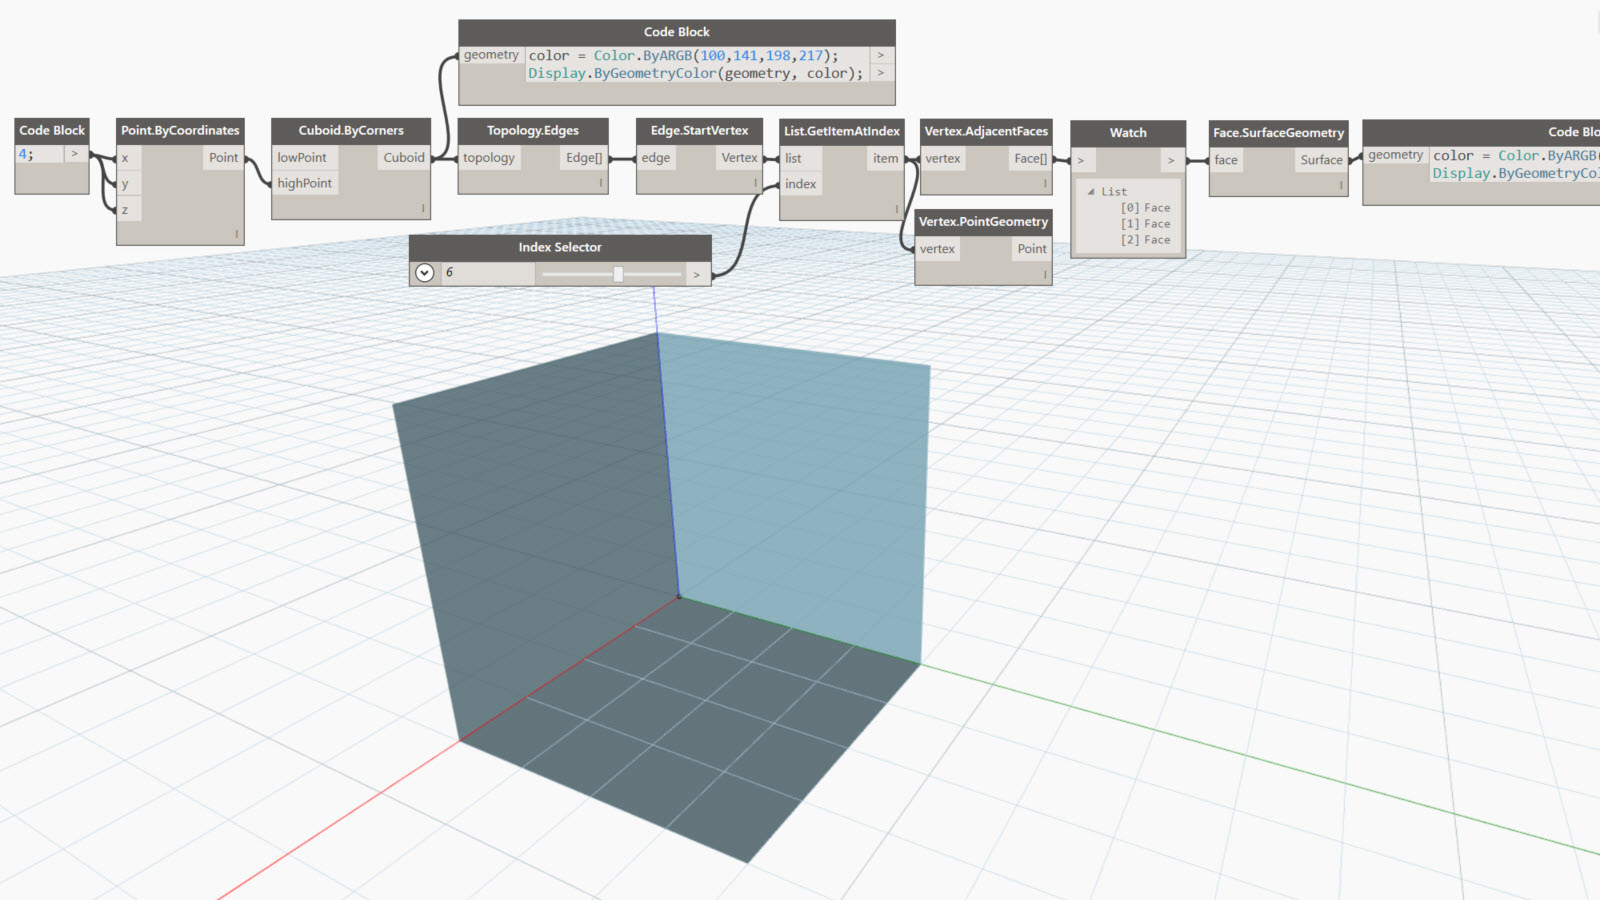 Code Block
geometry
color = Color.ByARGB(100,141,198,217); >
Display.ByGeometryColor(geometry, color); >
Code Block
4; >
Point.ByCoordinates
x Point
y
z
Cuboid.ByCorners
lowPoint Cuboid
highPoint
Topology.Edges
topology Edge[]
Edge.StartVertex
edge Vertex
List.GetItemAtIndex
list item
index
Vertex.AdjacentFaces
vertex Face[]
Watch
> >
List
[0] Face
[1] Face
[2] Face
Face.SurfaceGeometry
face Surface
Code Blo
geometry
color = Color.ByARGB(
Display.ByGeometryCol
Vertex.PointGeometry
vertex Point
Index Selector
6 >